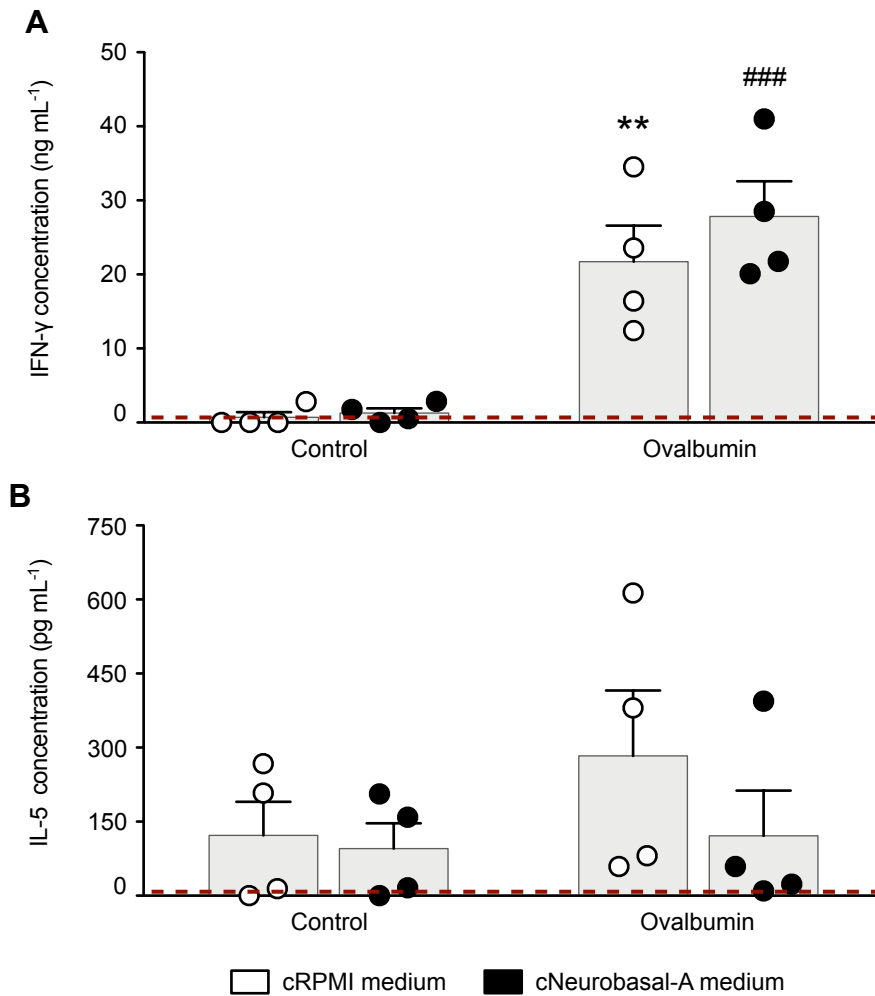 A
IFN-γ concentration (ng mL⁻¹)
50
40
30
20
10
0
**
###
Control
Ovalbumin
B
IL-5 concentration (pg mL⁻¹)
750
600
450
300
150
0
Control
Ovalbumin
cRPMI medium
cNeurobasal-A medium